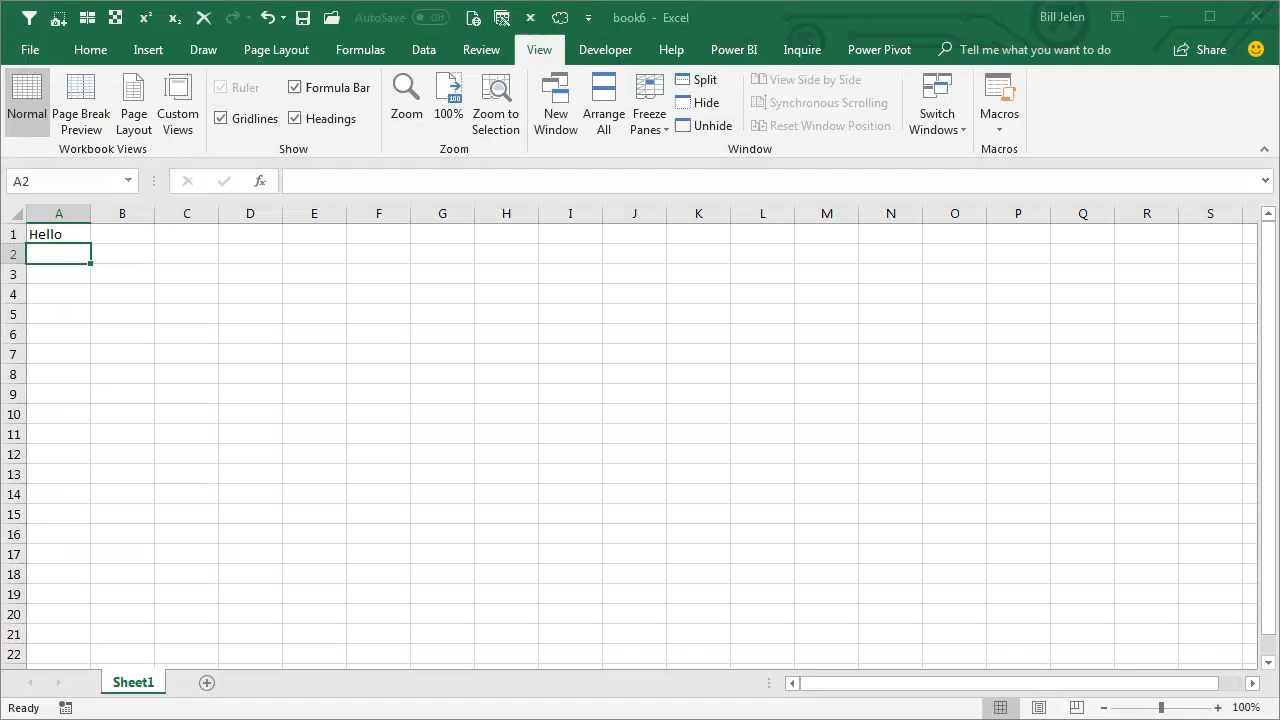 x² x₂ AutoSave Off book6 - Excel Bill Jelen
File Home Insert Draw Page Layout Formulas Data Review View Developer Help Power BI Inquire Power Pivot Tell me what you want to do Share
Normal
Page Break
Preview
Page
Layout
Custom
Views
Workbook Views
Ruler
Formula Bar
Gridlines
Headings
Show
Zoom
100
100%
Zoom to
Selection
Zoom
New
Window
Arrange
All
Freeze
Panes
Split
Hide
Unhide
View Side by Side
Synchronous Scrolling
Reset Window Position
Window
Switch
Windows
Macros
Macros
A2 fx
A B C D E F G H I J K L M N O P Q R S
1 Hello
2
3
4
5
6
7
8
9
10
11
12
13
14
15
16
17
18
19
20
21
22
Sheet1
Ready 100%